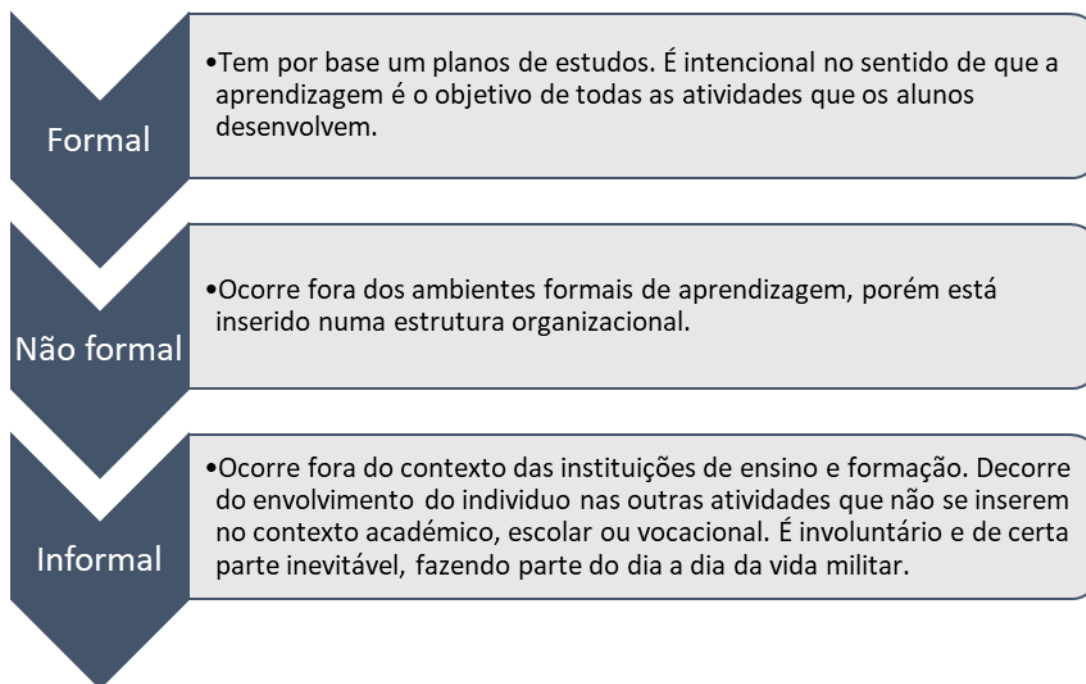 Formal
•Tem por base um planos de estudos. É intencional no sentido de que a
aprendizagem é o objetivo de todas as atividades que os alunos
desenvolvem.
Não formal
•Ocorre fora dos ambientes formais de aprendizagem, porém está
inserido numa estrutura organizacional.
Informal
•Ocorre fora do contexto das instituições de ensino e formação. Decorre
do envolvimento do individuo nas outras atividades que não se inserem
no contexto académico, escolar ou vocacional. É involuntário e de certa
parte inevitável, fazendo parte do dia a dia da vida militar.